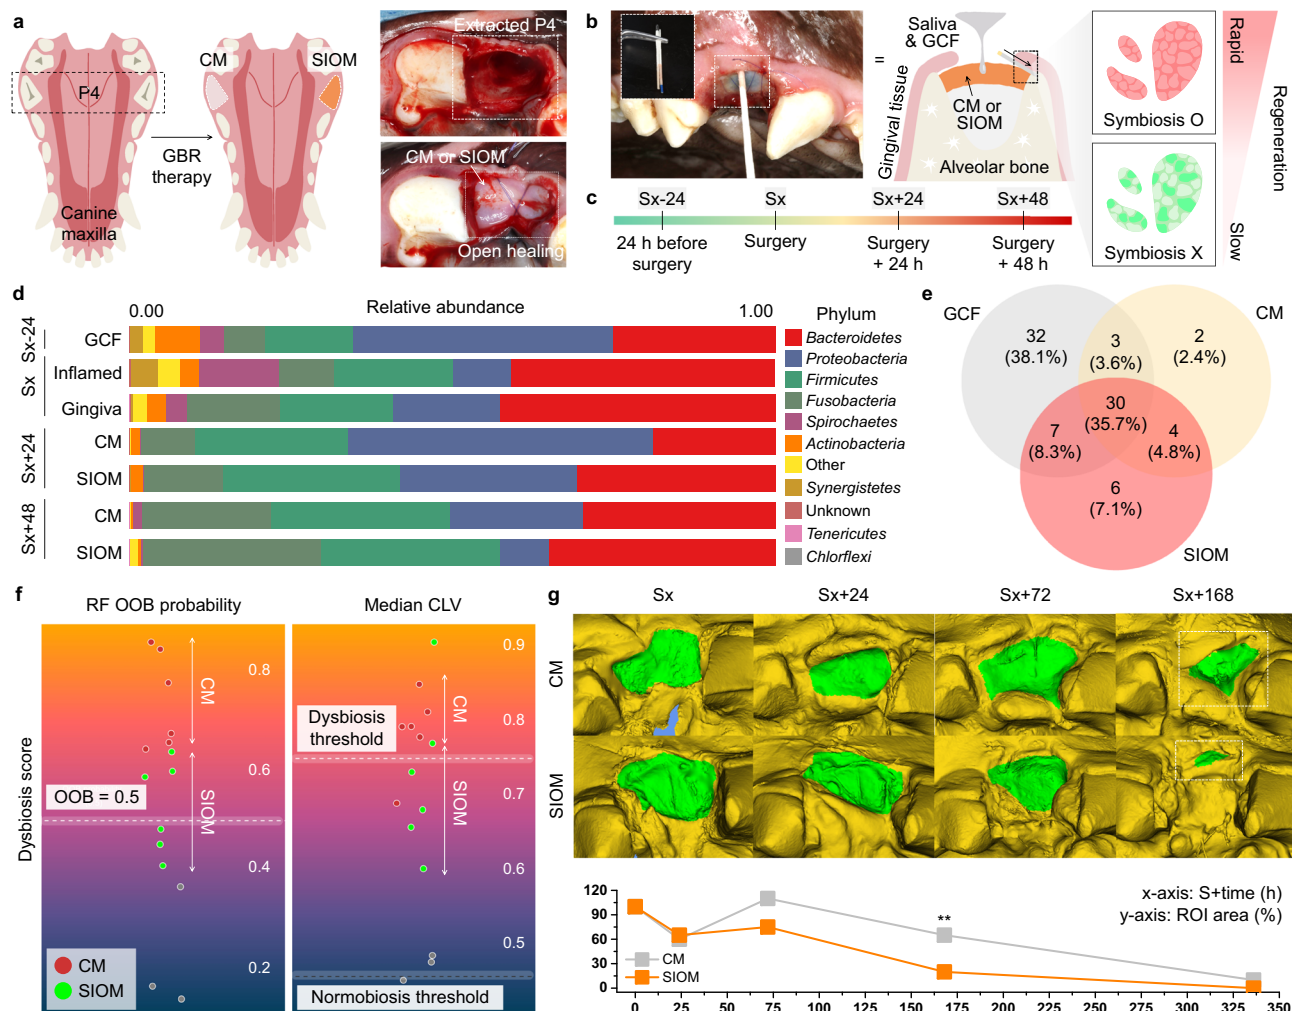 a
CM
SIOM
P4
GBR
therapy
Canine
maxilla
Extracted P4
CM or SIOM
Open healing
b
=
Saliva
& GCF
Gingival tissue
CM or
SIOM
Alveolar bone
Symbiosis O
Symbiosis X
Rapid
Regeneration
Slow
c
Sx-24
Sx
Sx+24
Sx+48
24 h before
surgery
Surgery
Surgery
+ 24 h
Surgery
+ 48 h
d
0.00
Relative abundance
1.00
Sx-24
GCF
Sx
Inflamed
Gingiva
Sx+24
CM
SIOM
Sx+48
CM
SIOM
Phylum
Bacteroidetes
Proteobacteria
Firmicutes
Fusobacteria
Spirochaetes
Actinobacteria
Other
Synergistetes
Unknown
Tenericutes
Chlorflexi
e
GCF
CM
SIOM
32
(38.1%)
3
(3.6%)
2
(2.4%)
30
(35.7%)
7
(8.3%)
4
(4.8%)
6
(7.1%)
f
RF OOB probability
Median CLV
Dysbiosis score
0.8
0.6
0.4
0.2
CM
SIOM
OOB = 0.5
CM
SIOM
0.9
0.8
0.7
0.6
0.5
CM
SIOM
Dysbiosis
threshold
Normobiosis threshold
g
Sx
Sx+24
Sx+72
Sx+168
CM
SIOM
120
90
60
30
0
CM
SIOM
**
x-axis: S+time (h)
y-axis: ROI area (%)
0 25 50 75 100 125 150 175 200 225 250 275 300 325 350